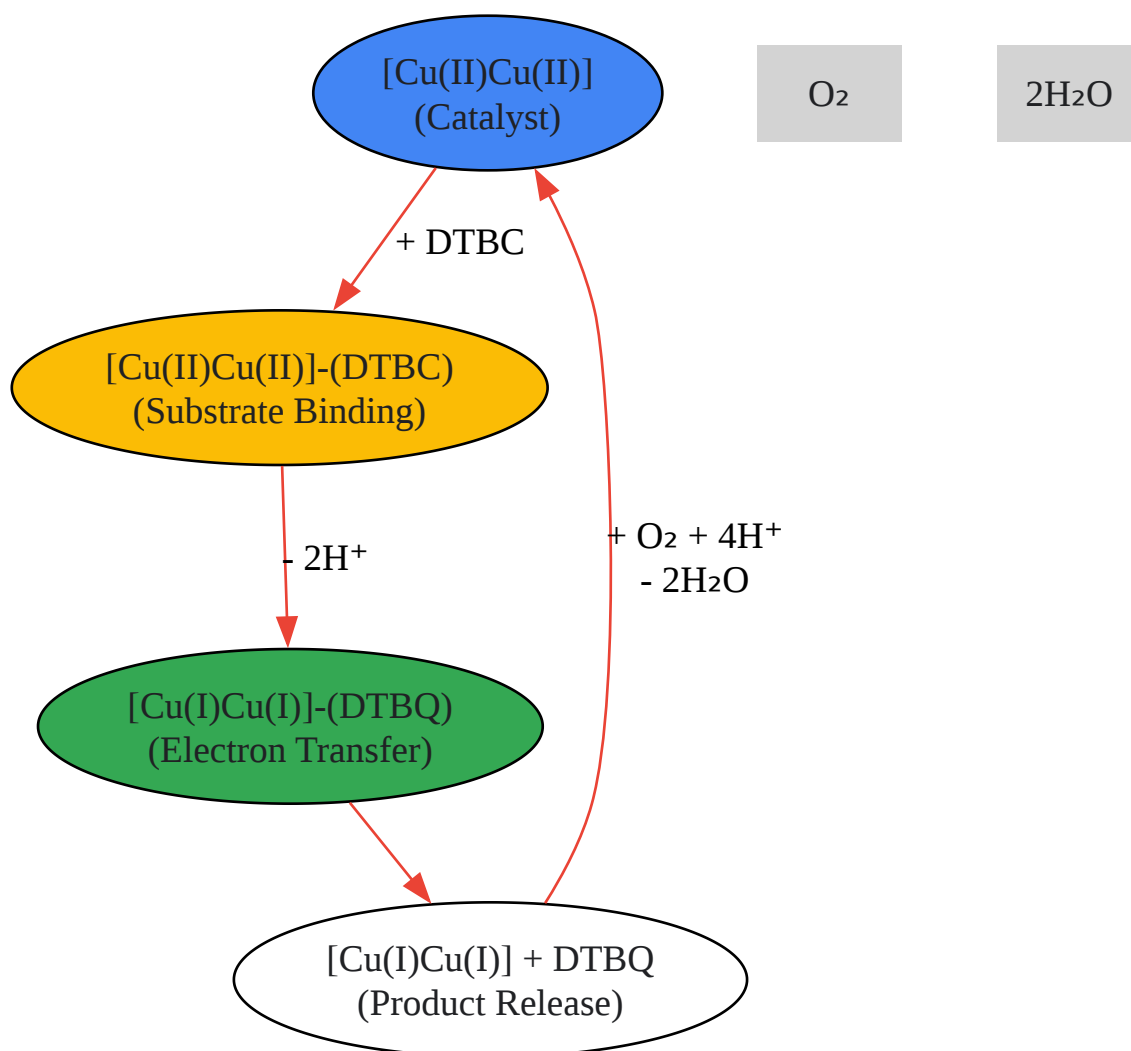 [Cu(II)Cu(II)]
(Catalyst)
O₂
2H₂O
+ DTBC
[Cu(II)Cu(II)]-(DTBC)
(Substrate Binding)
- 2H⁺
+ O₂ + 4H⁺
- 2H₂O
[Cu(I)Cu(I)]-(DTBQ)
(Electron Transfer)
[Cu(I)Cu(I)] + DTBQ
(Product Release)